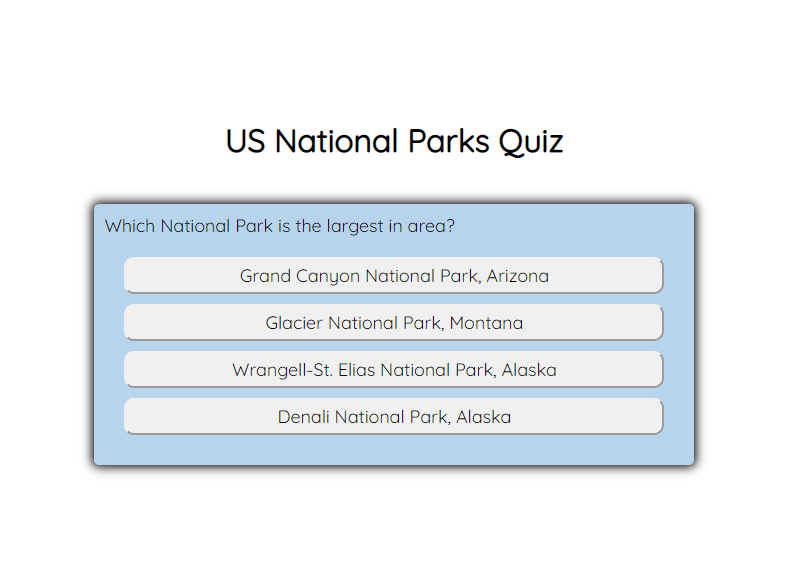 US National Parks Quiz
Which National Park is the largest in area?
Grand Canyon National Park, Arizona
Glacier National Park, Montana
Wrangell-St. Elias National Park, Alaska
Denali National Park, Alaska